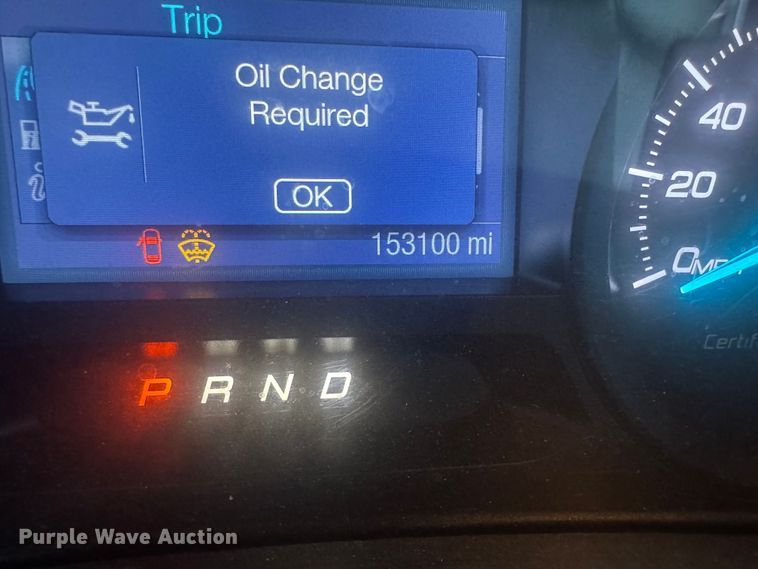 Trip
Oil Change
Required
OK
153100 mi
40
20
0
P R N D
Purple Wave Auction